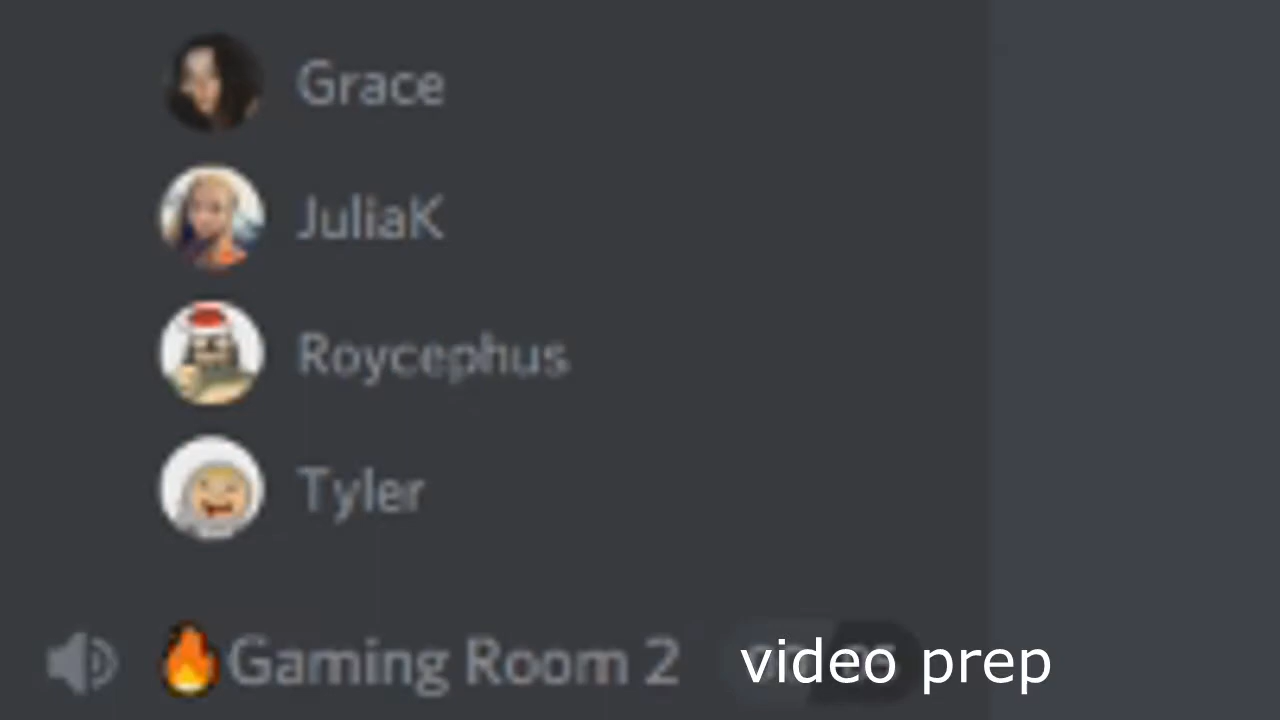 Grace
JuliaK
Roycephus
Tyler
Gaming Room 2 video prep